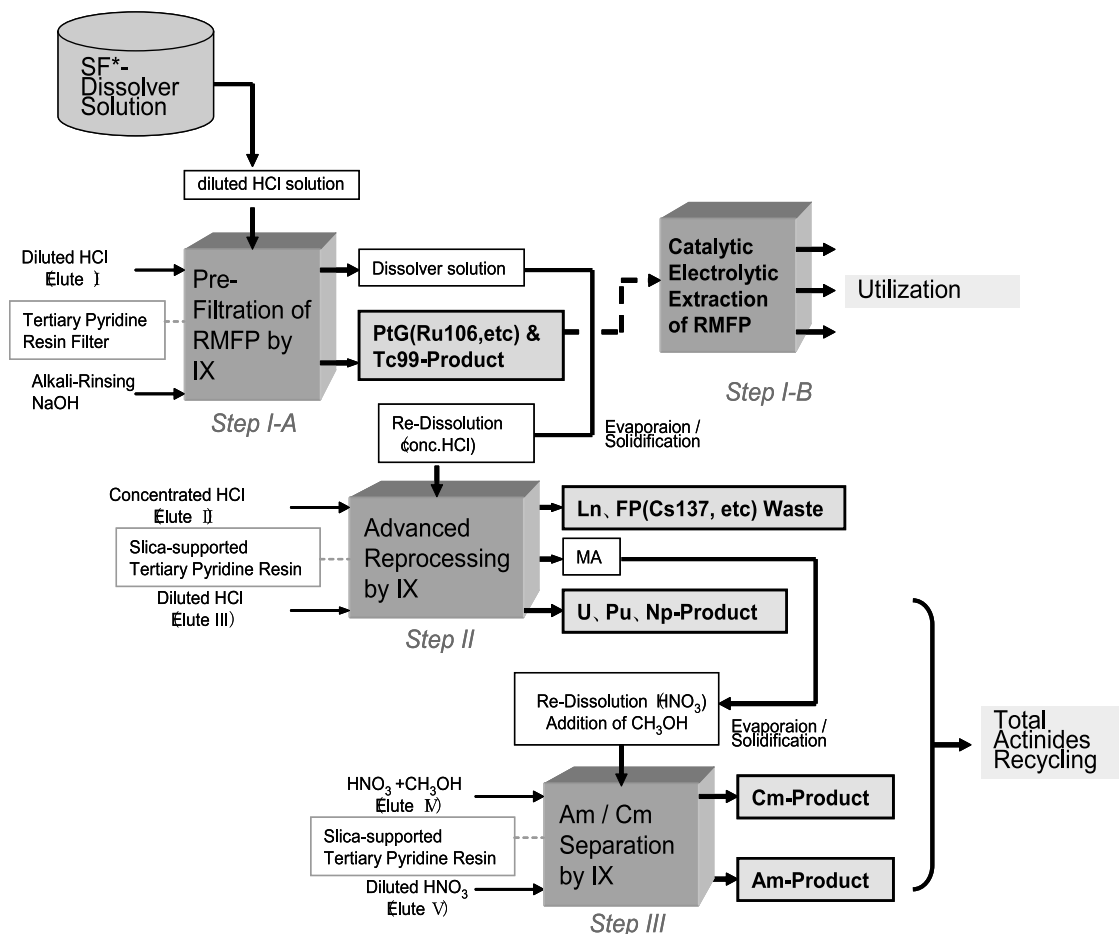 SF*-
Dissolver
Solution
diluted HCl solution
Diluted HCl
(Elute Ⅰ)
Tertiary Pyridine
Resin Filter
Alkali-Rinsing
NaOH
Pre-
Filtration of
RMFP by
IX
Step I-A
Dissolver solution
PtG(Ru106,etc) &
Tc99-Product
Catalytic
Electrolytic
Extraction
of RMFP
Step I-B
Utilization
Re-Dissolution
(conc.HCl)
Evaporaion /
Solidification
Concentrated HCl
(Elute Ⅱ)
Slica-supported
Tertiary Pyridine Resin
Diluted HCl
(Elute III)
Advanced
Reprocessing
by IX
Step II
Ln、FP(Cs137, etc) Waste
MA
U、Pu、Np-Product
Re-Dissolution (HNO₃)
Addition of CH₃OH
Evaporaion /
Solidification
HNO₃ +CH₃OH
(Elute Ⅳ)
Slica-supported
Tertiary Pyridine Resin
Diluted HNO₃
(Elute Ⅴ)
Am / Cm
Separation
by IX
Step III
Cm-Product
Am-Product
Total
Actinides
Recycling